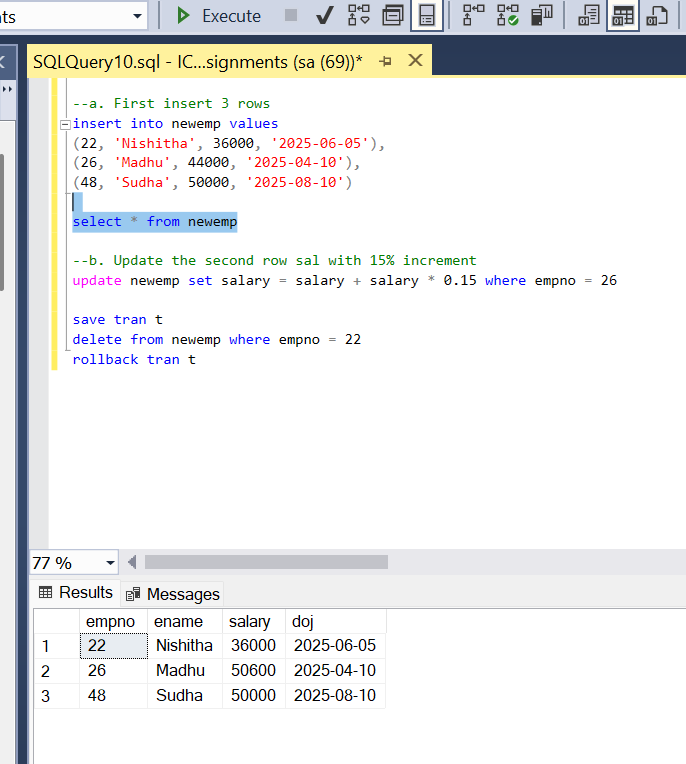 ts
Execute
SQLQuery10.sql - IC...signments (sa (69))*
--a. First insert 3 rows
insert into newemp values
(22, 'Nishitha', 36000, '2025-06-05'),
(26, 'Madhu', 44000, '2025-04-10'),
(48, 'Sudha', 50000, '2025-08-10')
select * from newemp
--b. Update the second row sal with 15% increment
update newemp set salary = salary + salary * 0.15 where empno = 26
save tran t
delete from newemp where empno = 22
rollback tran t
77 %
Results Messages
empno ename salary doj
1 22 Nishitha 36000 2025-06-05
2 26 Madhu 50600 2025-04-10
3 48 Sudha 50000 2025-08-10